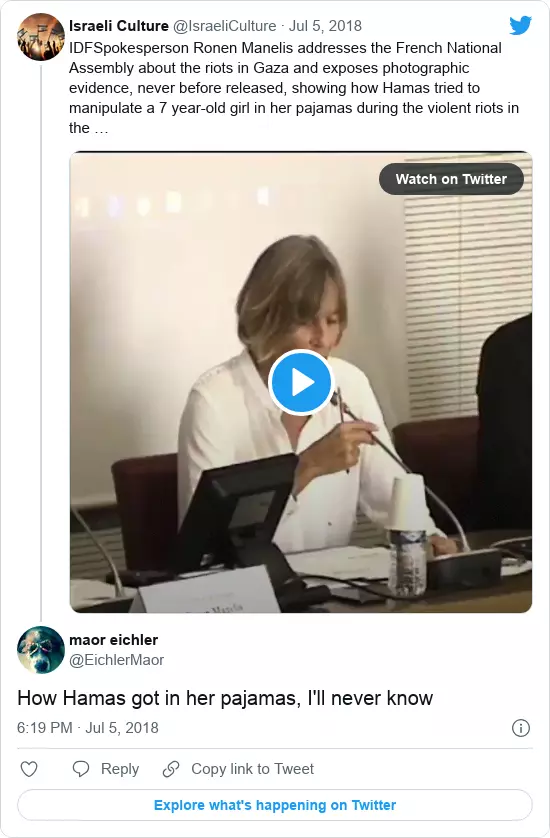 Israeli Culture @IsraeliCulture · Jul 5, 2018
IDFSpokesperson Ronen Manelis addresses the French National
Assembly about the riots in Gaza and exposes photographic
evidence, never before released, showing how Hamas tried to
manipulate a 7 year-old girl in her pajamas during the violent riots in
the …
Watch on Twitter
maor eichler
@EichlerMaor
How Hamas got in her pajamas, I'll never know
6:19 PM · Jul 5, 2018
Reply
Copy link to Tweet
Explore what's happening on Twitter